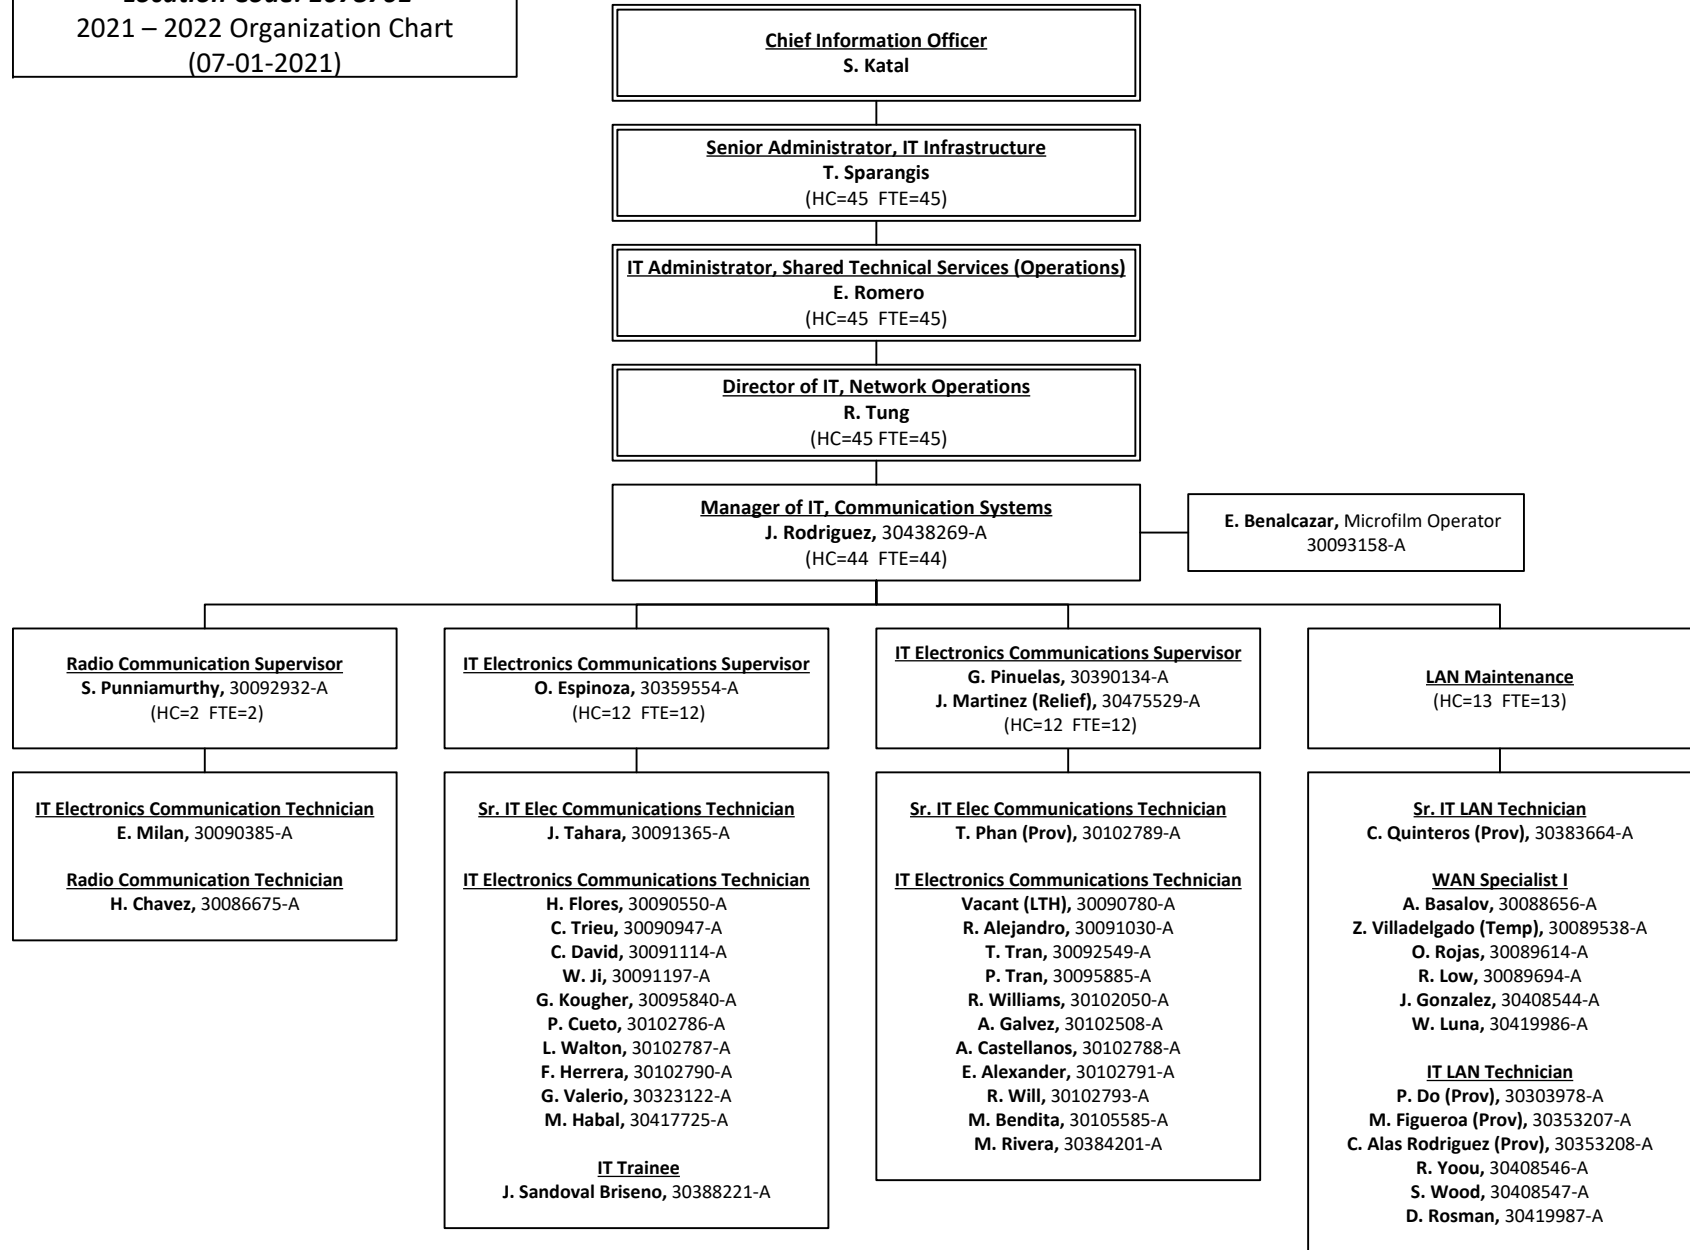 2021 – 2022 Organization Chart
(07-01-2021)
Chief Information Officer
S. Katal
Senior Administrator, IT Infrastructure
T. Sparangis
(HC=45 FTE=45)
IT Administrator, Shared Technical Services (Operations)
E. Romero
(HC=45 FTE=45)
Director of IT, Network Operations
R. Tung
(HC=45 FTE=45)
Manager of IT, Communication Systems
J. Rodriguez, 30438269-A
(HC=44 FTE=44)
E. Benalcazar, Microfilm Operator
30093158-A
Radio Communication Supervisor
S. Punniamurthy, 30092932-A
(HC=2 FTE=2)
IT Electronics Communications Supervisor
O. Espinoza, 30359554-A
(HC=12 FTE=12)
IT Electronics Communications Supervisor
G. Pinuelas, 30390134-A
J. Martinez (Relief), 30475529-A
(HC=12 FTE=12)
LAN Maintenance
(HC=13 FTE=13)
IT Electronics Communication Technician
E. Milan, 30090385-A
Radio Communication Technician
H. Chavez, 30086675-A
Sr. IT Elec Communications Technician
J. Tahara, 30091365-A
IT Electronics Communications Technician
H. Flores, 30090550-A
C. Trieu, 30090947-A
C. David, 30091114-A
W. Ji, 30091197-A
G. Kougher, 30095840-A
P. Cueto, 30102786-A
L. Walton, 30102787-A
F. Herrera, 30102790-A
G. Valerio, 30323122-A
M. Habal, 30417725-A
IT Trainee
J. Sandoval Briseno, 30388221-A
Sr. IT Elec Communications Technician
T. Phan (Prov), 30102789-A
IT Electronics Communications Technician
Vacant (LTH), 30090780-A
R. Alejandro, 30091030-A
T. Tran, 30092549-A
P. Tran, 30095885-A
R. Williams, 30102050-A
A. Galvez, 30102508-A
A. Castellanos, 30102788-A
E. Alexander, 30102791-A
R. Will, 30102793-A
M. Bendita, 30105585-A
M. Rivera, 30384201-A
Sr. IT LAN Technician
C. Quinteros (Prov), 30383664-A
WAN Specialist I
A. Basalov, 30088656-A
Z. Villadelgado (Temp), 30089538-A
O. Rojas, 30089614-A
R. Low, 30089694-A
J. Gonzalez, 30408544-A
W. Luna, 30419986-A
IT LAN Technician
P. Do (Prov), 30303978-A
M. Figueroa (Prov), 30353207-A
C. Alas Rodriguez (Prov), 30353208-A
R. Yoou, 30408546-A
S. Wood, 30408547-A
D. Rosman, 30419987-A